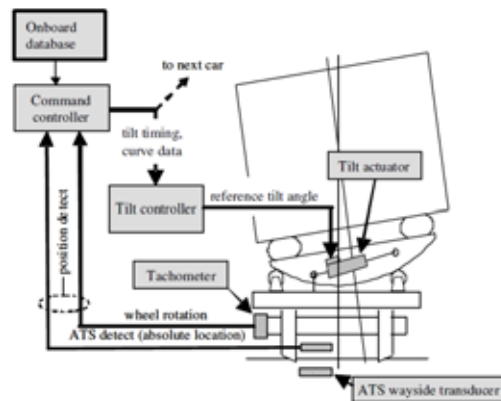 Onboard
database
to next car
Command
controller
tilt timing,
curve data
Tilt actuator
reference tilt angle
Tilt controller
position detect
Tachometer
wheel rotation
ATS detect (absolute location)
ATS wayside transducer